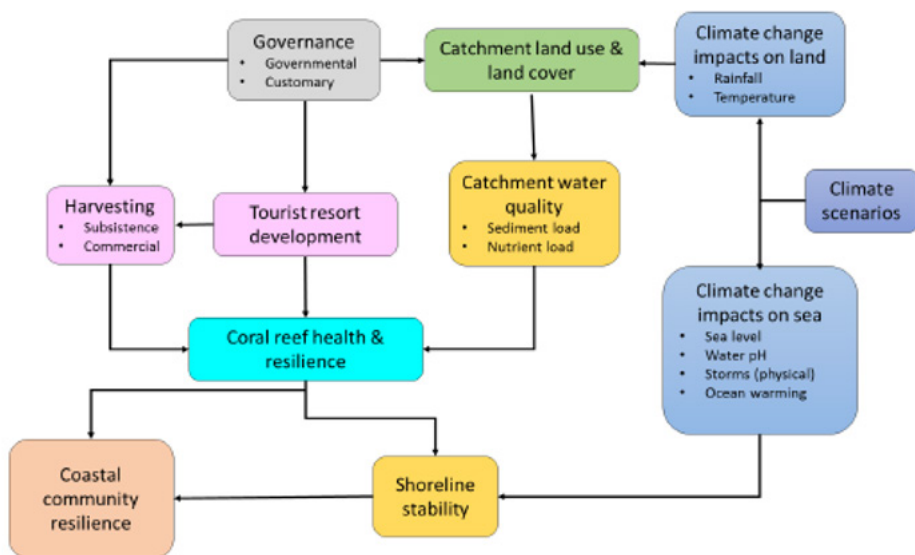 Governance
• Governmental
• Customary
Catchment land use &
land cover
Climate change
impacts on land
• Rainfall
• Temperature
Harvesting
• Subsistence
• Commercial
Tourist resort
development
Catchment water
quality
• Sediment load
• Nutrient load
Climate
scenarios
Coral reef health &
resilience
Climate change
impacts on sea
• Sea level
• Water pH
• Storms (physical)
• Ocean warming
Coastal
community
resilience
Shoreline
stability